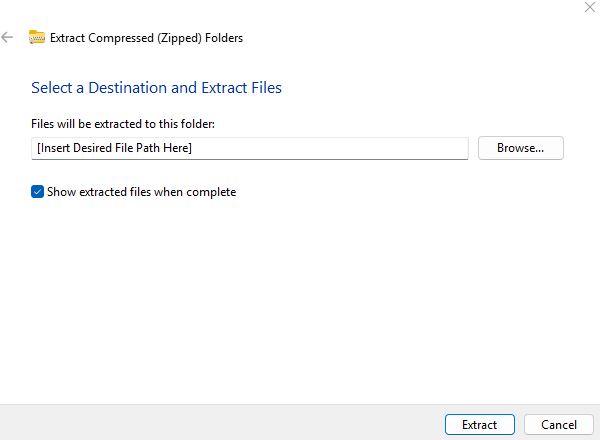 Extract Compressed (Zipped) Folders
Select a Destination and Extract Files
Files will be extracted to this folder:
[Insert Desired File Path Here]
Browse...
Show extracted files when complete
Extract
Cancel